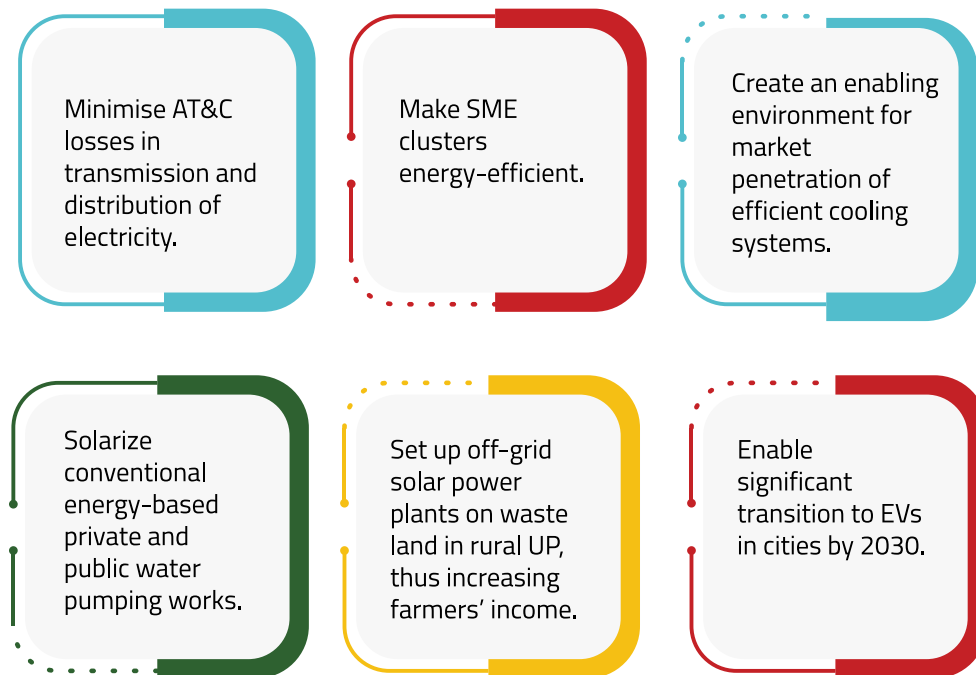 Minimise AT&C
losses in
transmission and
distribution of
electricity.
Make SME
clusters
energy-efficient.
Create an enabling
environment for
market
penetration of
efficient cooling
systems.
Solarize
conventional
energy-based
private and
public water
pumping works.
Set up off-grid
solar power
plants on waste
land in rural UP,
thus increasing
farmers’ income.
Enable
significant
transition to EVs
in cities by 2030.